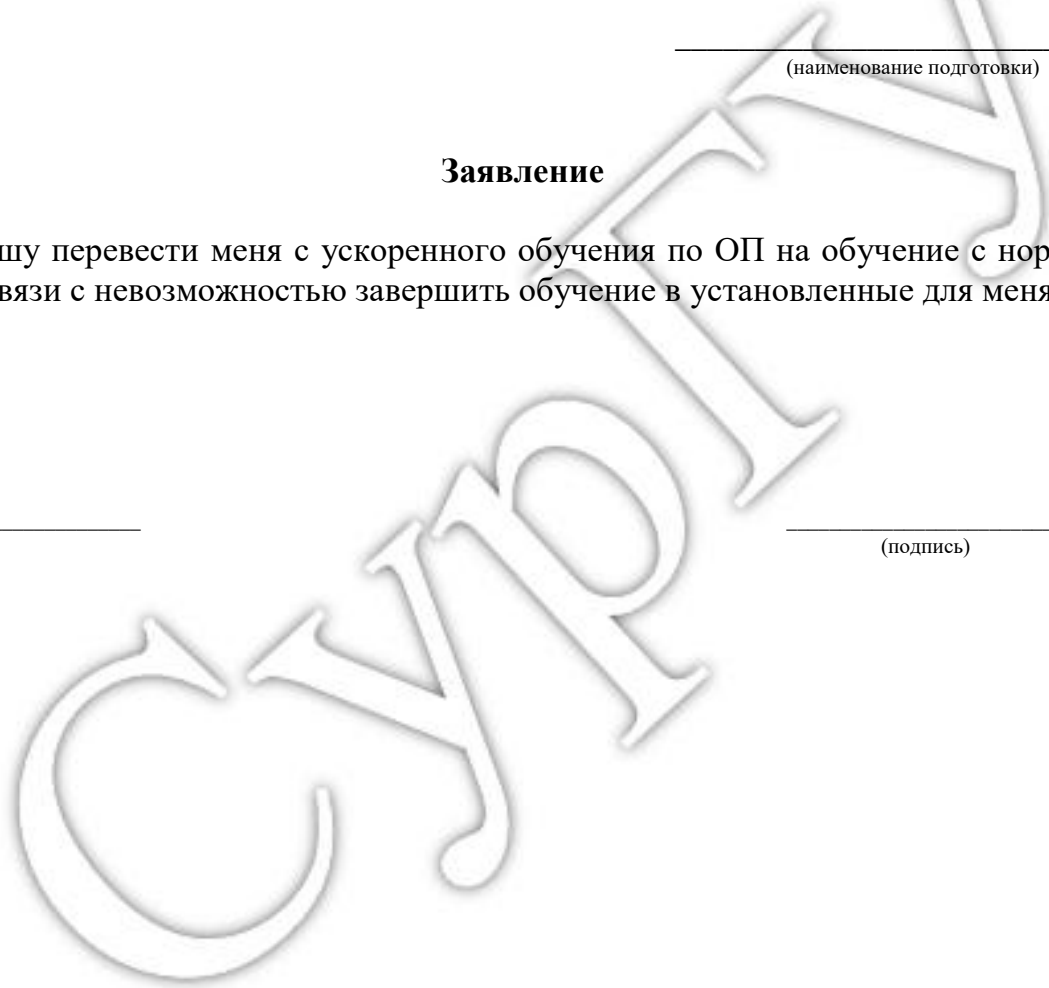 (наименование подготовки)
Заявление
шу перевести меня с ускоренного обучения по ОП на обучение с нор
вязи с невозможностью завершить обучение в установленные для меня
(подпись)
СурГУ